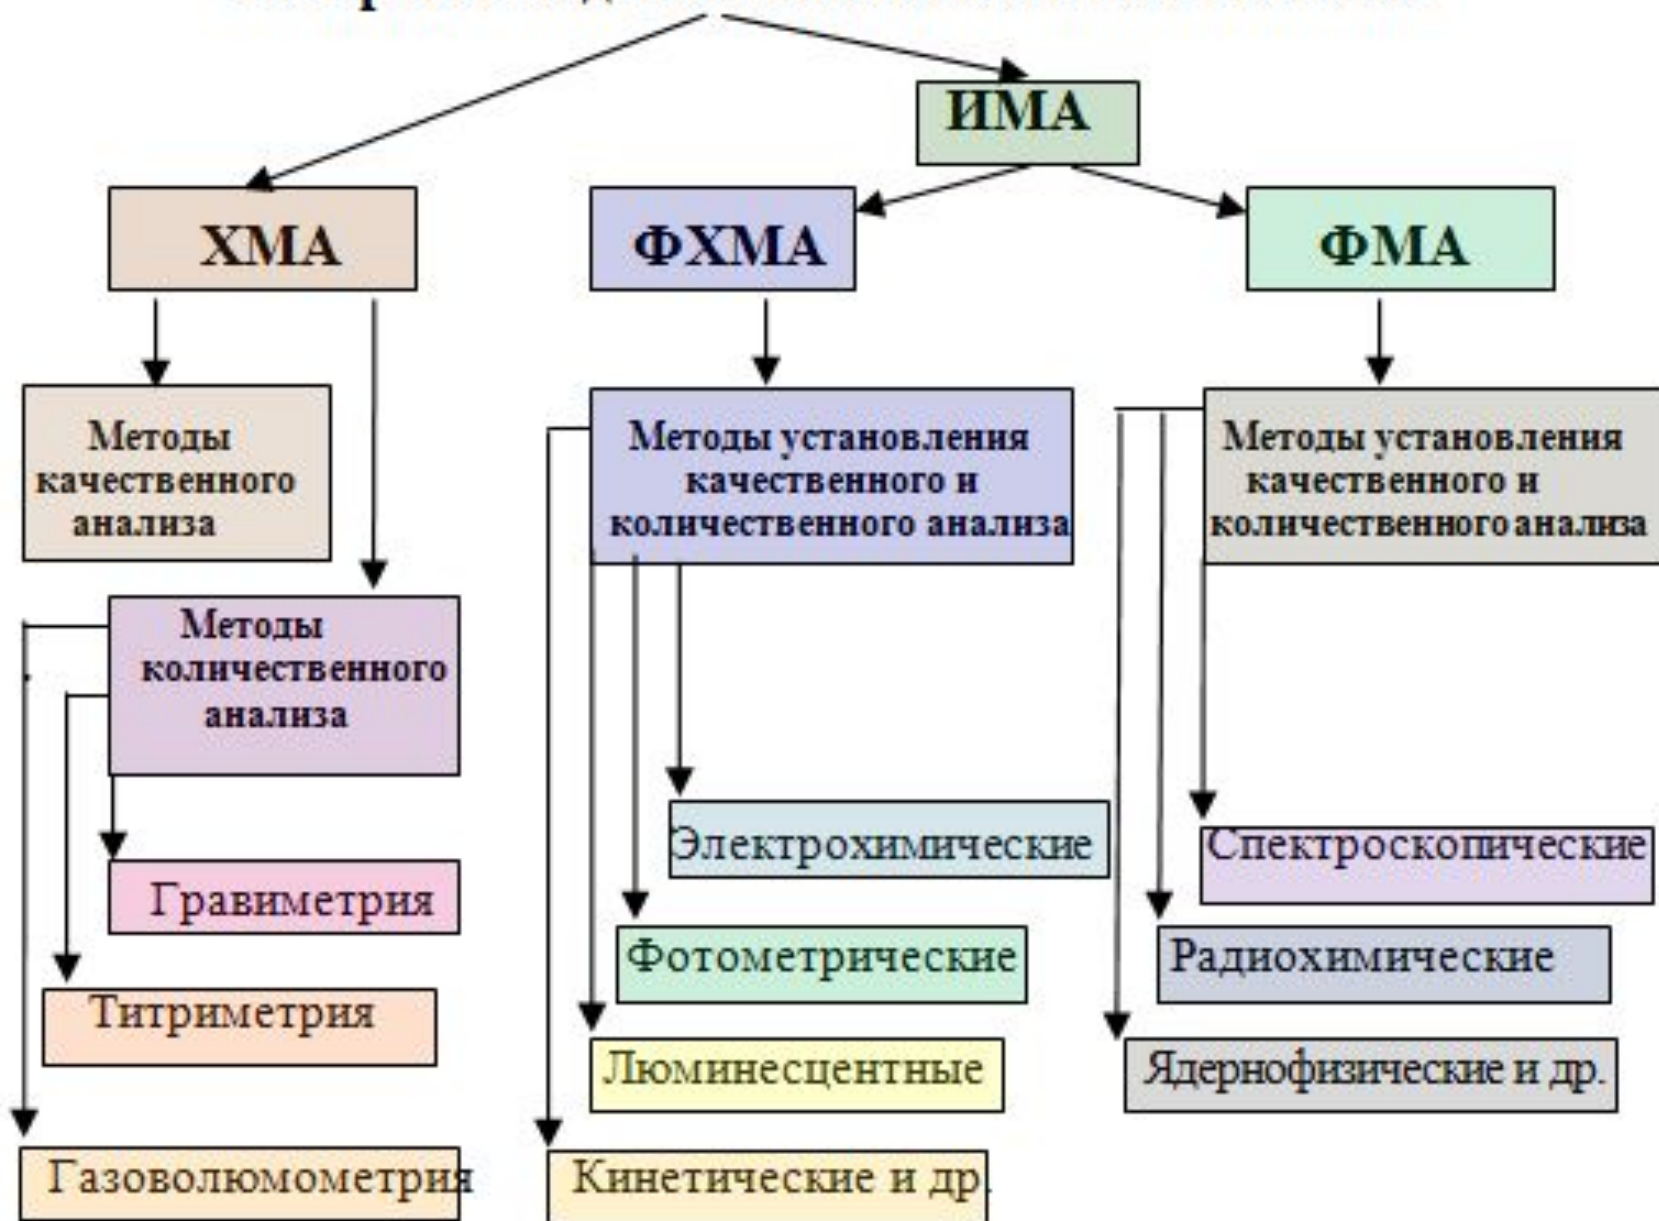 ИМА
ХМА
ФХМА
ФМА
Методы
качественного
анализа
Методы установления
качественного и
количественного анализа
Методы установления
качественного и
количественного анализа
Методы
количественного
анализа
Электрохимические
Спектроскопические
Гравиметрия
Фотометрические
Радиохимические
Титриметрия
Люминесцентные
Ядернофизические и др.
Газоволюмометрия
Кинетические и др.